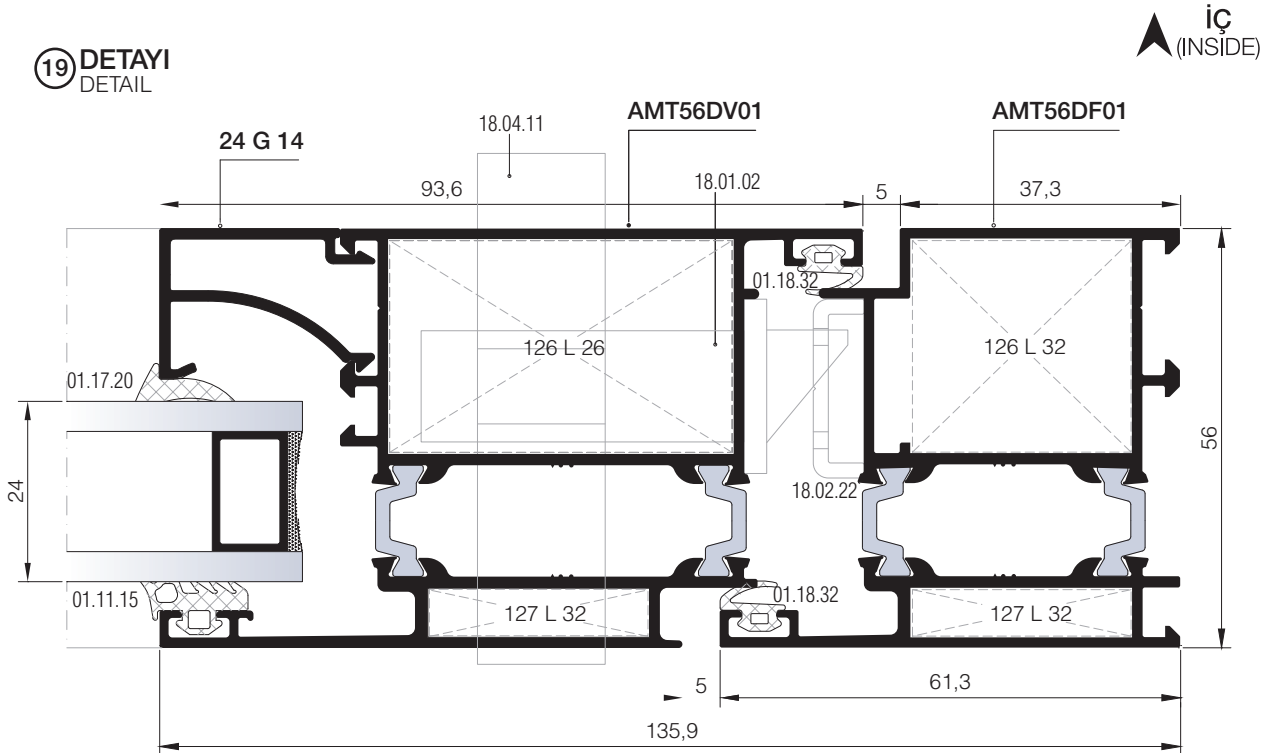 İÇ
(INSIDE)
19 DETAYI
DETAIL
24 G 14
18.04.11
AMT56DV01
AMT56DF01
93,6
18.01.02
5
37,3
01.18.32
126 L 26
126 L 32
01.17.20
56
24
18.02.22
01.11.15
01.18.32
127 L 32
127 L 32
5
61,3
135,9